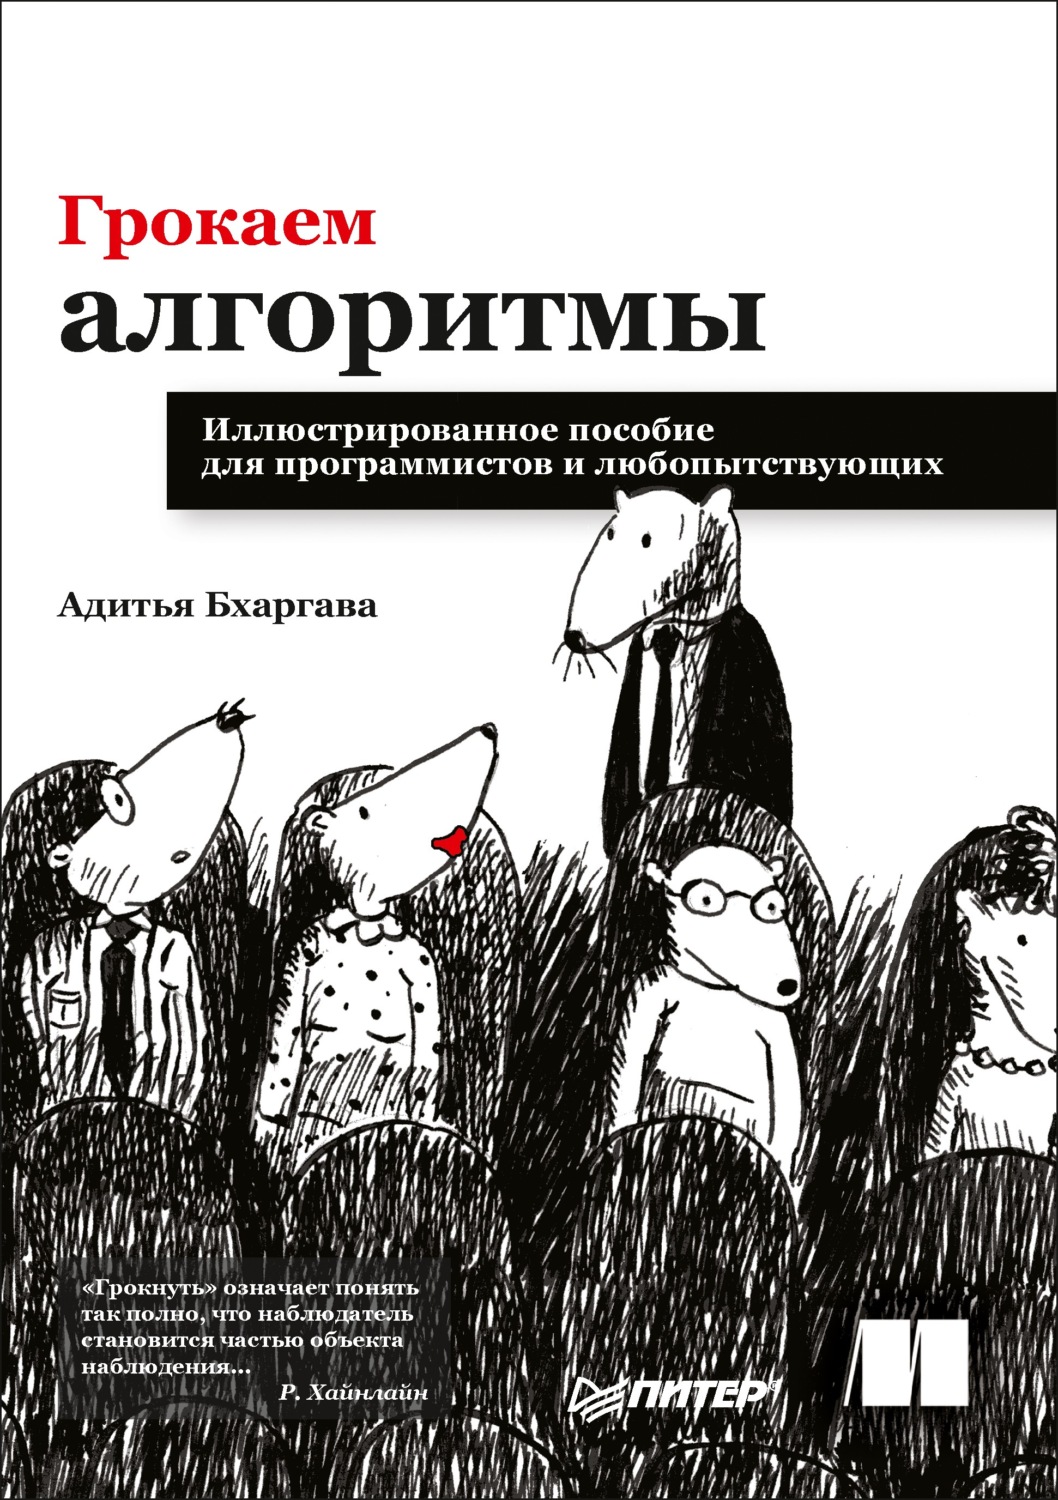 Грокаем
алгоритмы
Иллюстрированное пособие
для программистов и любопытствующих
Адитья Бхаргава
«Грокнуть» означает понять
так полно, что наблюдатель
становится частью объекта
наблюдения...
Р. Хайнлайн
ПИТЕР®